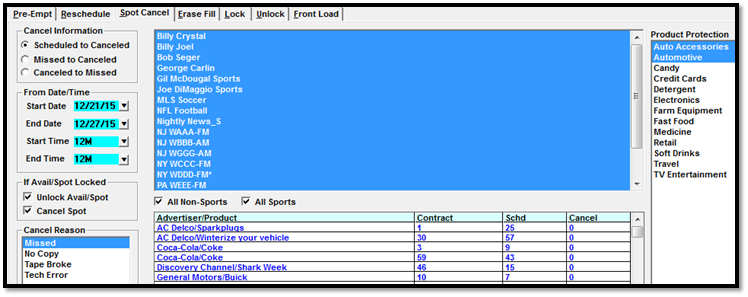 Pre-Empt Reschedule Spot Cancel Erase Fill Lock Unlock Front Load
Cancel Information
Scheduled to Canceled
Missed to Canceled
Canceled to Missed
From Date/Time
Start Date 12/21/15
End Date 12/27/15
Start Time 12M
End Time 12M
If Avail/Spot Locked
Unlock Avail/Spot
Cancel Spot
Cancel Reason
Missed
No Copy
Tape Broke
Tech Error
Billy Crystal
Billy Joel
Bob Seger
George Carlin
Gil McDougal Sports
Joe DiMaggio Sports
MLS Soccer
NFL Football
Nightly News_S
NJ WAAA-FM
NJ WBBB-AM
NJ WGGG-AM
NY WCCC-FM
NY WDDD-FM*
PA WEEE-FM
All Non-Sports All Sports
Advertiser/Product Contract Schd Cancel
AC Delco/Sparkplugs 1 25 0
AC Delco/Winterize your vehicle 30 57 0
Coca-Cola/Coke 3 9 0
Coca-Cola/Coke 59 43 0
Discovery Channel/Shark Week 46 15 0
General Motors/Buick 10 7 0
Product Protection
Auto Accessories
Automotive
Candy
Credit Cards
Detergent
Electronics
Farm Equipment
Fast Food
Medicine
Retail
Soft Drinks
Travel
TV Entertainment